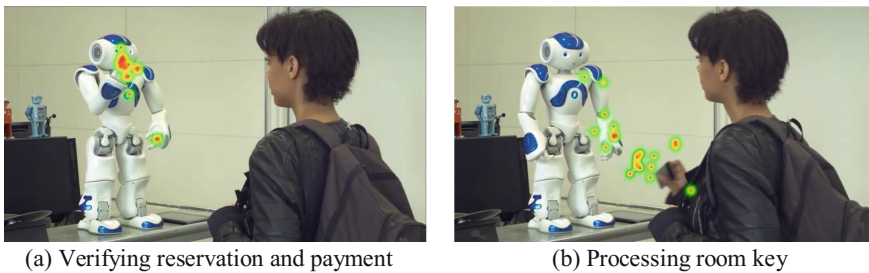 (a) Verifying reservation and payment
(b) Processing room key